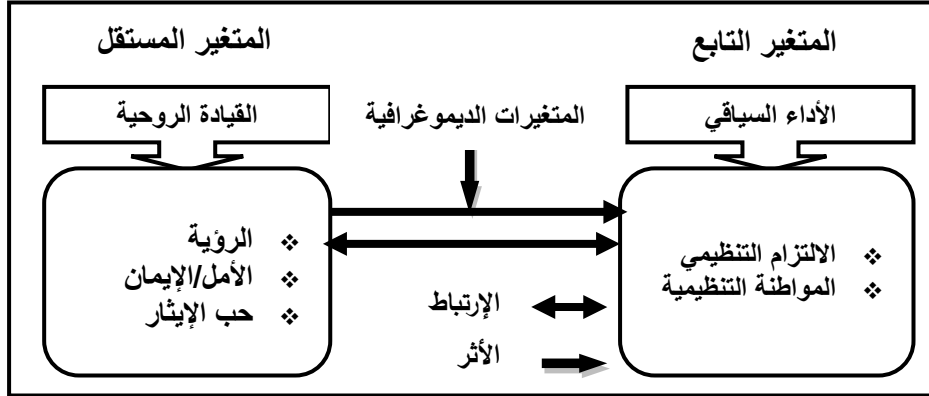 المتغير التابع
المتغير المستقل
الأداء السياقي
المتغيرات الديموغرافية
القيادة الروحية
❖ الرؤية
❖ الأمل/الإيمان
❖ حب الإيثار
❖ الالتزام التنظيمي
❖ المواطنة التنظيمية
الإرتباط
الأثر